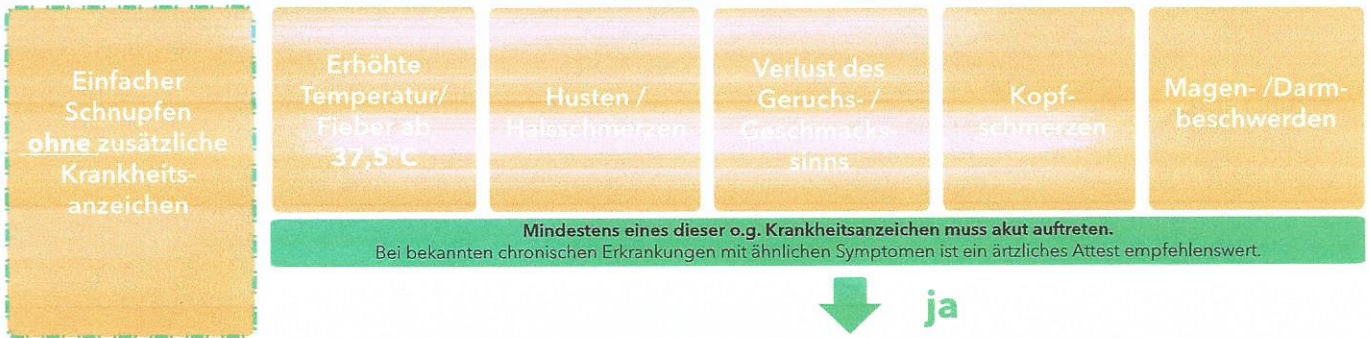 Einfacher
Schnupfen
ohne zusätzliche
Krankheits-
anzeichen
Erhöhte
Temperatur/
Fieber ab
37,5°C
Husten /
Halsschmerzen
Verlust des
Geruchs- /
Geschmacks-
sinns
Kopf-
schmerzen
Magen- /Darm-
beschwerden
Mindestens eines dieser o.g. Krankheitsanzeichen muss akut auftreten.
Bei bekannten chronischen Erkrankungen mit ähnlichen Symptomen ist ein ärtzliches Attest empfehlenswert.
ja